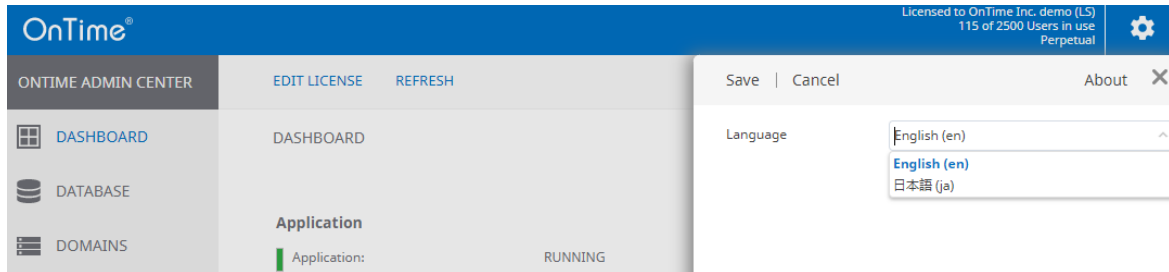 OnTime®
Licensed to OnTime Inc. demo (LS)
115 of 2500 Users in use
Perpetual
ONTIME ADMIN CENTER
EDIT LICENSE REFRESH
Save | Cancel About
DASHBOARD
DASHBOARD
Language English (en)
English (en)
日本語 (ja)
DATABASE
Application
DOMAINS
Application: RUNNING